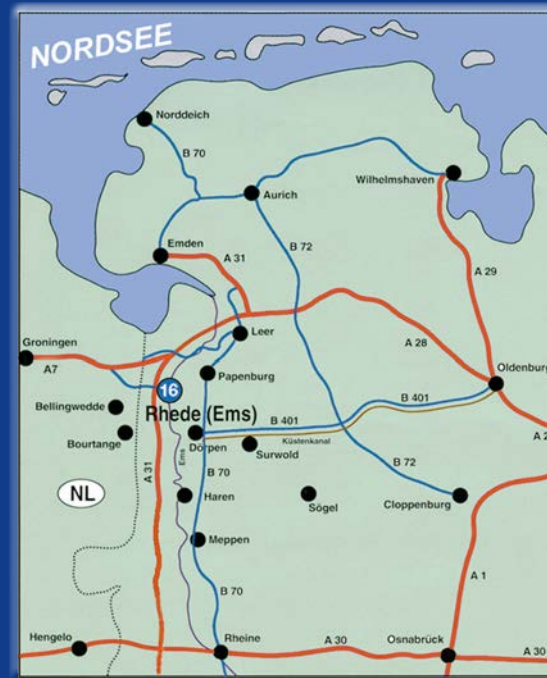 NORDSEE
Norddeich
B 70
Wilhelmshaven
Aurich
Emden
A 31
B 72
A 29
Leer
Groningen
A7
A 28
Oldenburg
Papenburg
16
Bellingwedde
Rhede (Ems)
B 401
B 401
Bourtange
Dörpen
Küstenkanal
Surwold
A 31
Ems
B 70
B 72
NL
Haren
Sögel
Cloppenburg
Meppen
A 1
B 70
Hengelo
Rheine
A 30
Osnabrück
A 30